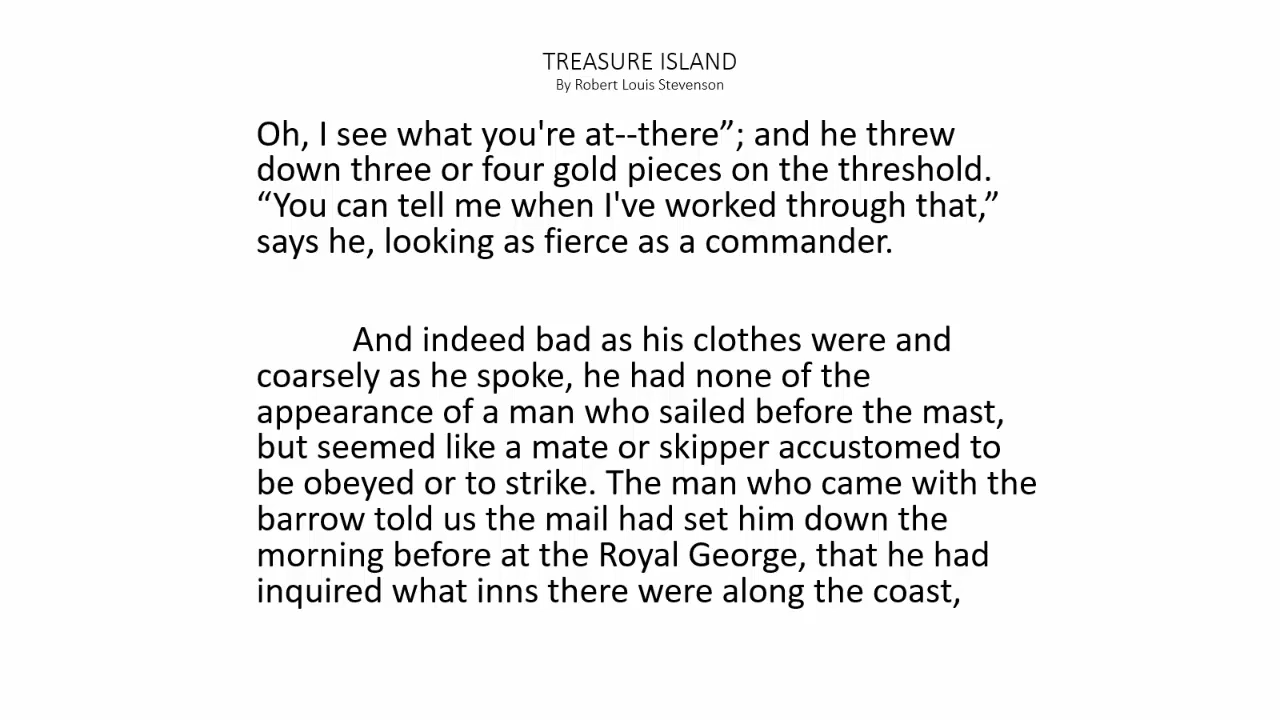 TREASURE ISLAND
By Robert Louis Stevenson
Oh, I see what you're at--there”; and he threw
down three or four gold pieces on the threshold.
“You can tell me when I've worked through that,”
says he, looking as fierce as a commander.
And indeed bad as his clothes were and
coarsely as he spoke, he had none of the
appearance of a man who sailed before the mast,
but seemed like a mate or skipper accustomed to
be obeyed or to strike. The man who came with the
barrow told us the mail had set him down the
morning before at the Royal George, that he had
inquired what inns there were along the coast,